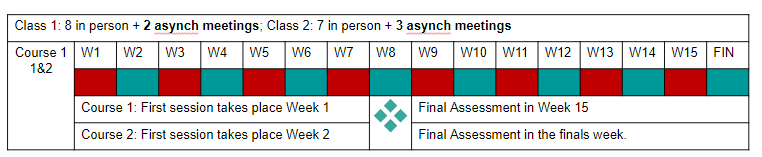 Class 1: 8 in person + 2 asynch meetings; Class 2: 7 in person + 3 asynch meetings
Course 1 W1 W2 W3 W4 W5 W6 W7 W8 W9 W10 W11 W12 W13 W14 W15 FIN
1&2
Course 1: First session takes place Week 1 Final Assessment in Week 15
Course 2: First session takes place Week 2 Final Assessment in the finals week.